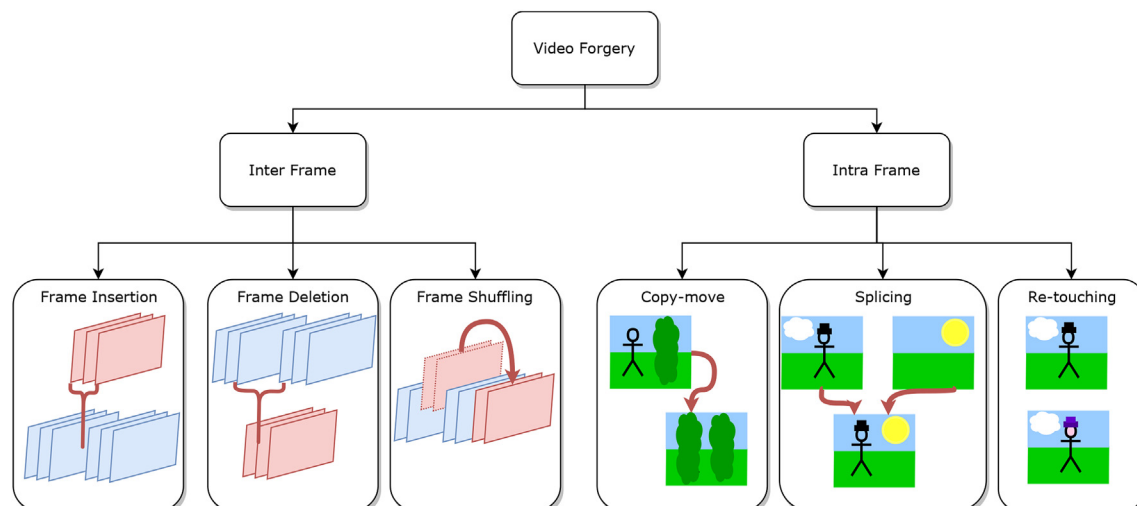 Video Forgery
Inter Frame
Intra Frame
Frame Insertion
Frame Deletion
Frame Shuffling
Copy-move
Splicing
Re-touching